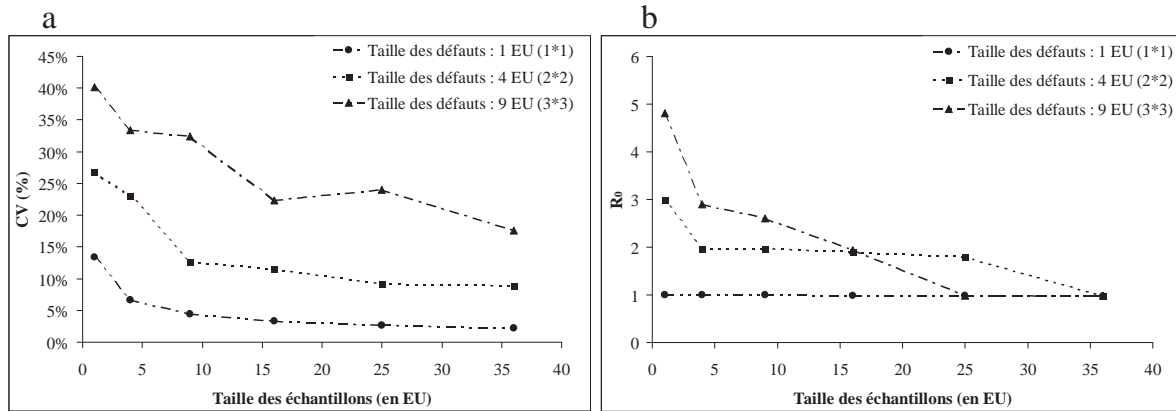 a
Taille des défauts : 1 EU (1*1)
Taille des défauts : 4 EU (2*2)
Taille des défauts : 9 EU (3*3)
45%
40%
35%
30%
25%
20%
15%
10%
5%
0%
CV (%)
0 5 10 15 20 25 30 35 40
Taille des échantillons (en EU)
b
Taille des défauts : 1 EU (1*1)
Taille des défauts : 4 EU (2*2)
Taille des défauts : 9 EU (3*3)
6
5
4
3
2
1
0
R0
0 5 10 15 20 25 30 35 40
Taille des échantillons (en EU)